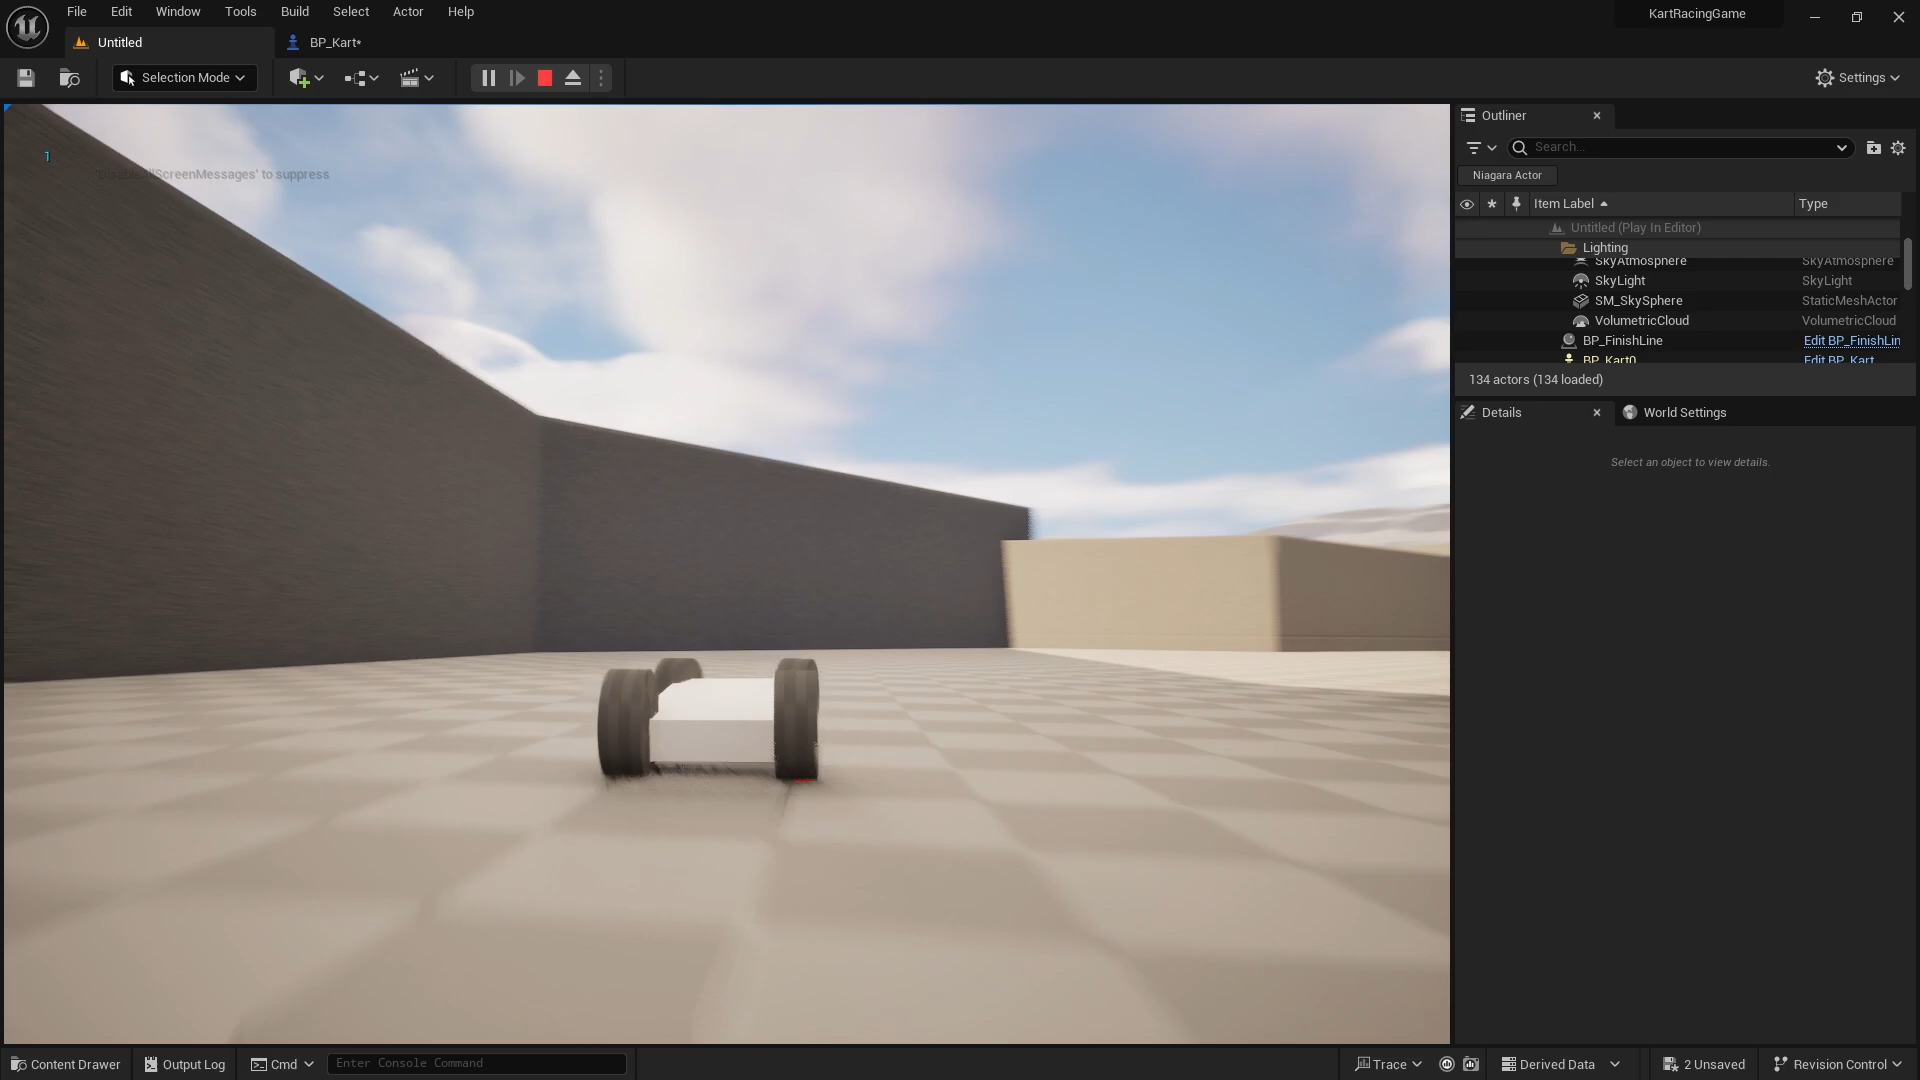 File Edit Window Tools Build Select Actor Help
KartRacingGame
Untitled
BP_Kart*
Selection Mode
Settings
1
'DisableAllScreenMessages' to suppress
Outliner
Search...
Niagara Actor
Item Label
Type
Untitled (Play In Editor)
Lighting
SkyAtmosphere SkyAtmosphere
SkyLight SkyLight
SM_SkySphere StaticMeshActor
VolumetricCloud VolumetricCloud
BP_FinishLine Edit BP_FinishLin
BP_Kart0 Edit BP_Kart
134 actors (134 loaded)
Details
World Settings
Select an object to view details.
Content Drawer
Output Log
Cmd
Enter Console Command
Trace
Derived Data
2 Unsaved
Revision Control